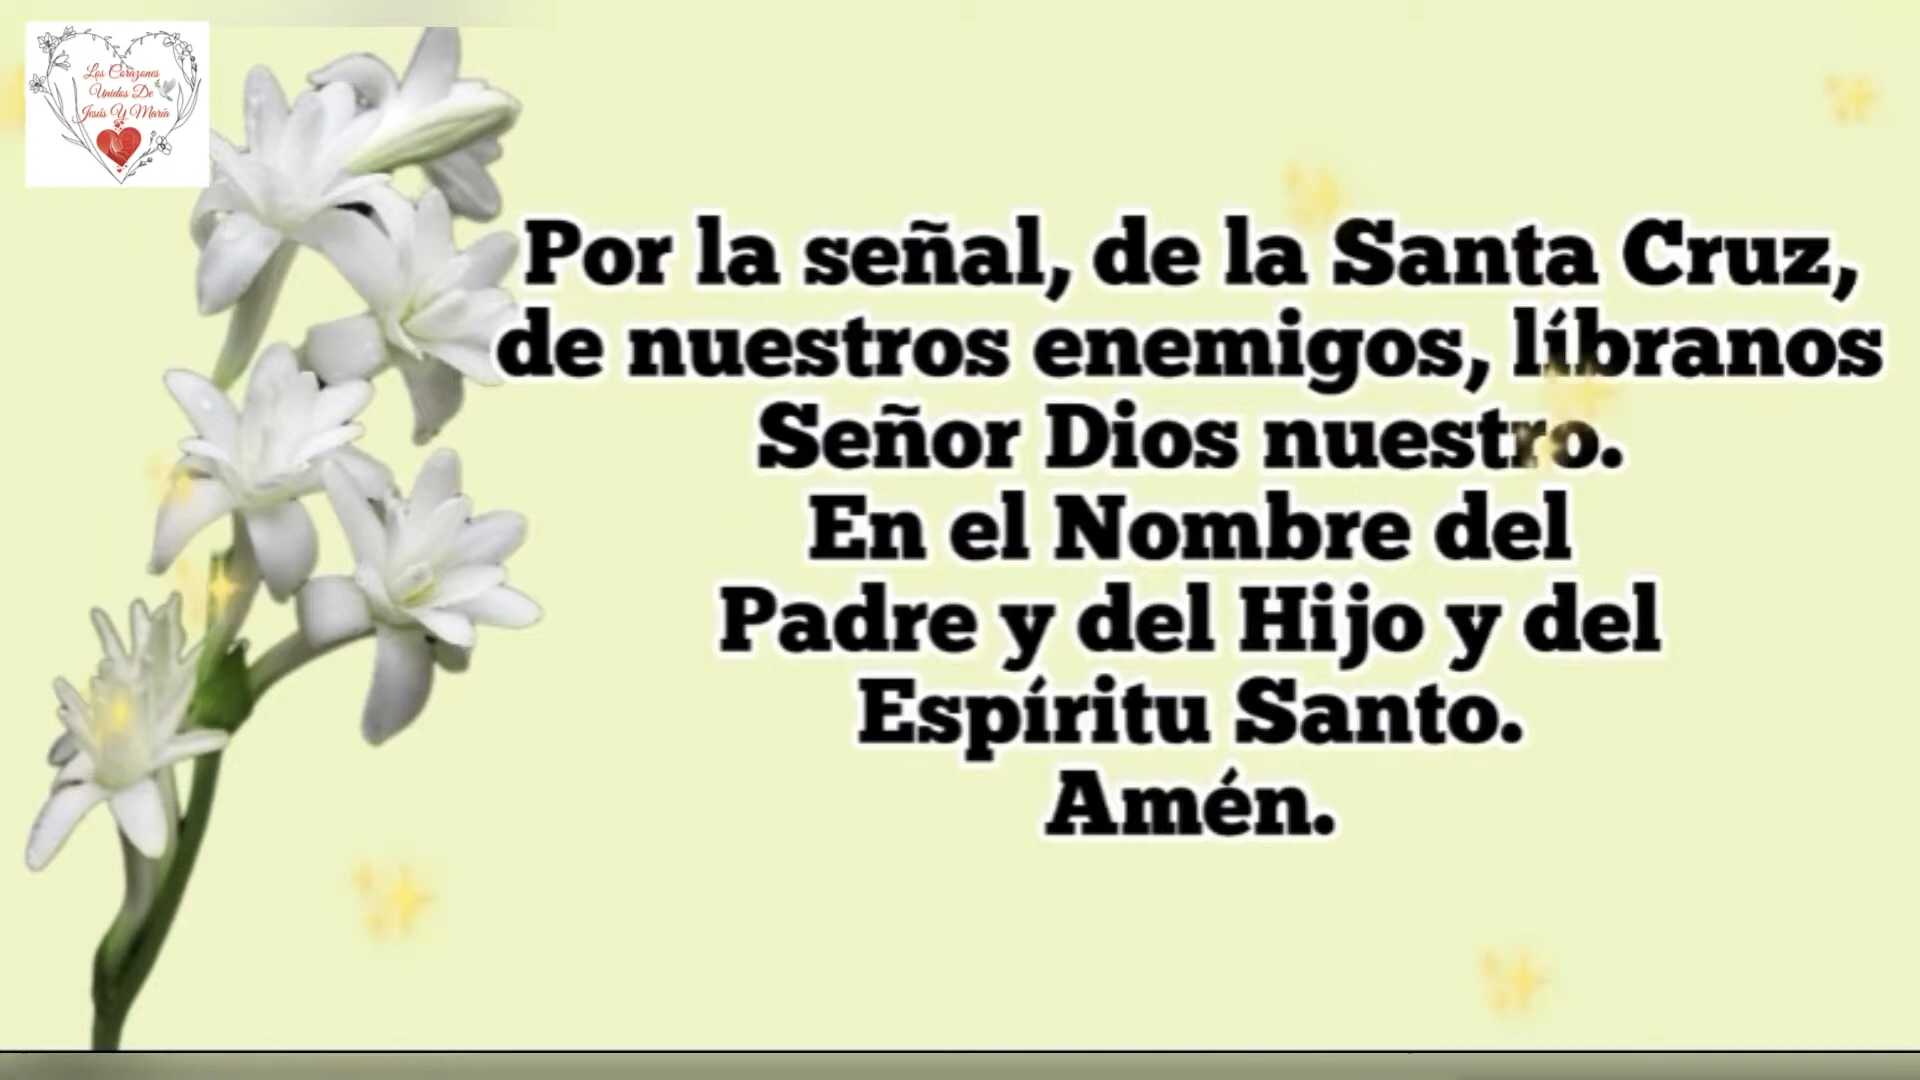 Los Corazones
Unidos De
Jesús Y María
Por la señal, de la Santa Cruz,
de nuestros enemigos, líbranos
Señor Dios nuestro.
En el Nombre del
Padre y del Hijo y del
Espíritu Santo.
Amén.